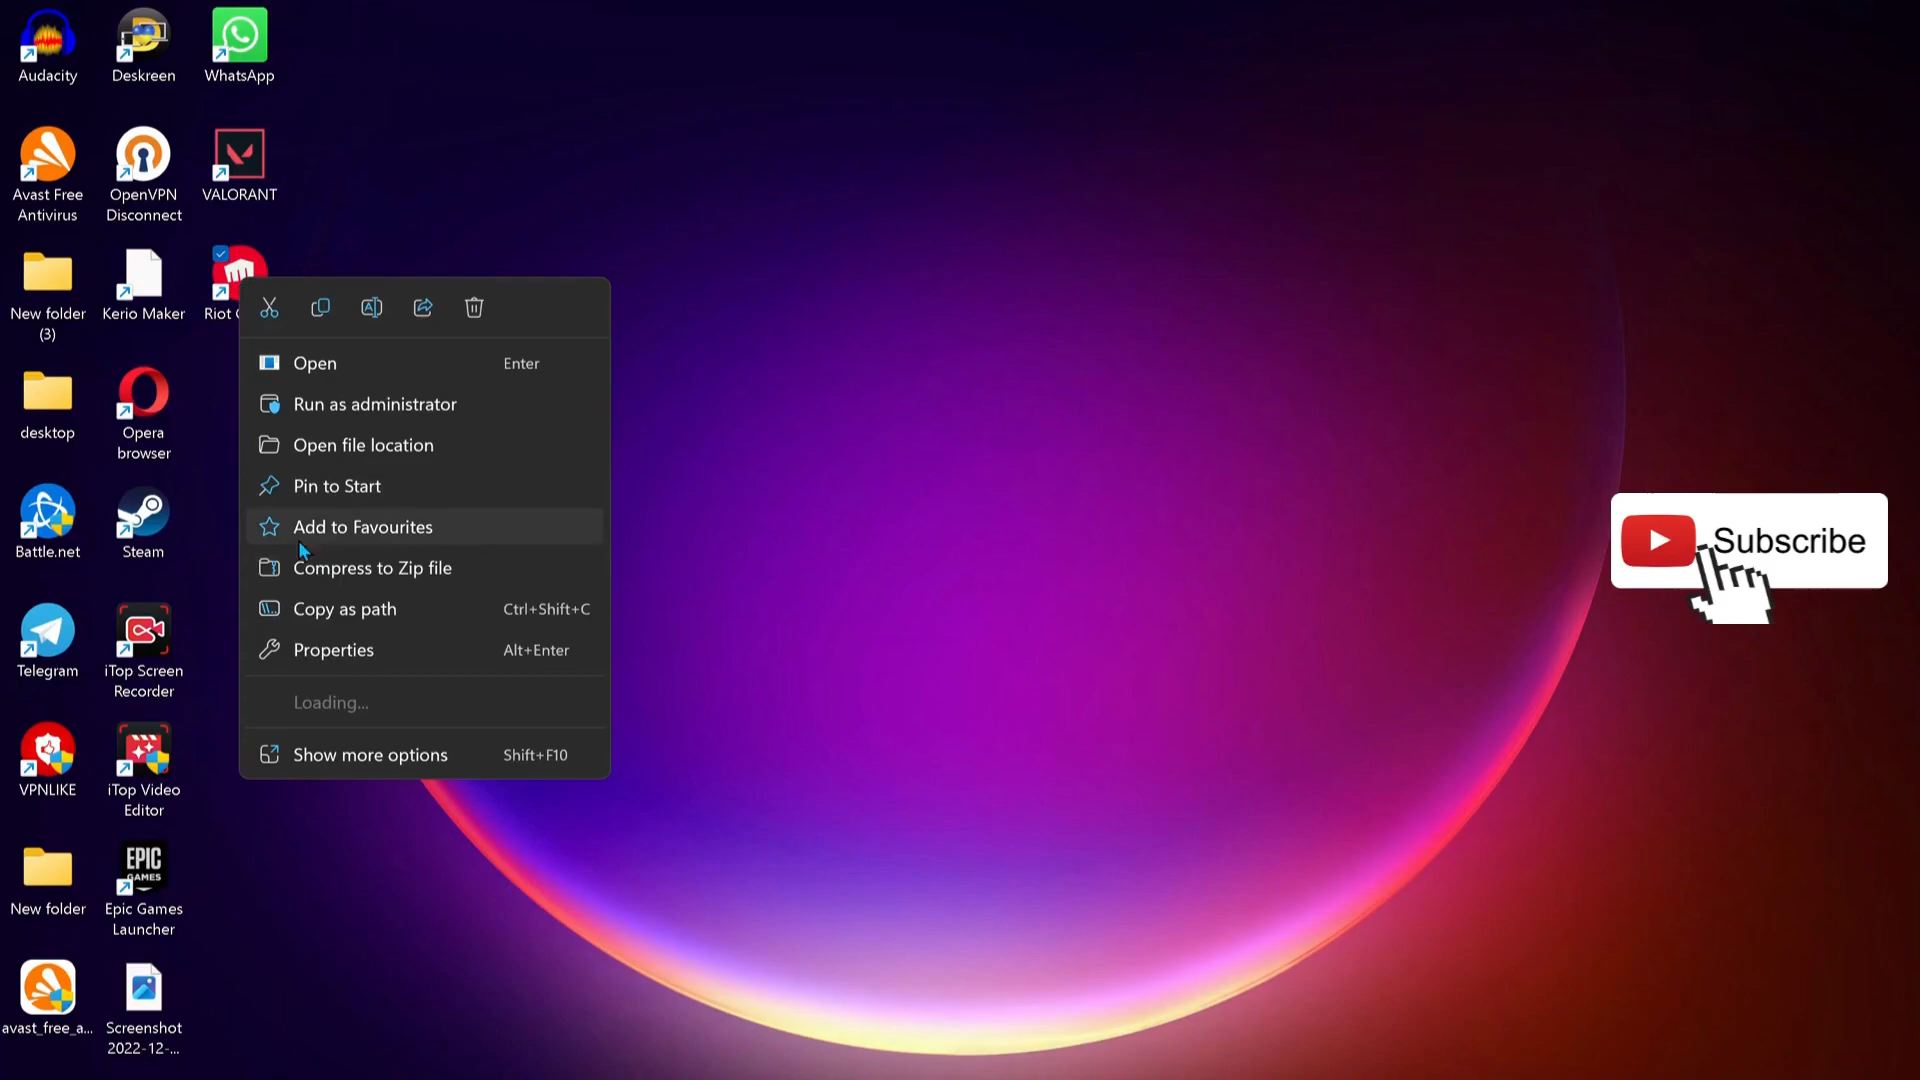 Audacity
Deskreen
WhatsApp
Avast Free
Antivirus
OpenVPN
Disconnect
VALORANT
New folder
(3)
Kerio Maker
Riot
desktop
Opera
browser
Battle.net
Steam
Telegram
iTop Screen
Recorder
VPNLIKE
iTop Video
Editor
New folder
EPIC
GAMES
Epic Games
Launcher
avast_free_a...
Screenshot
2022-12-...
Open Enter
Run as administrator
Open file location
Pin to Start
Add to Favourites
Compress to Zip file
Copy as path Ctrl+Shift+C
Properties Alt+Enter
Loading...
Show more options Shift+F10
Subscribe